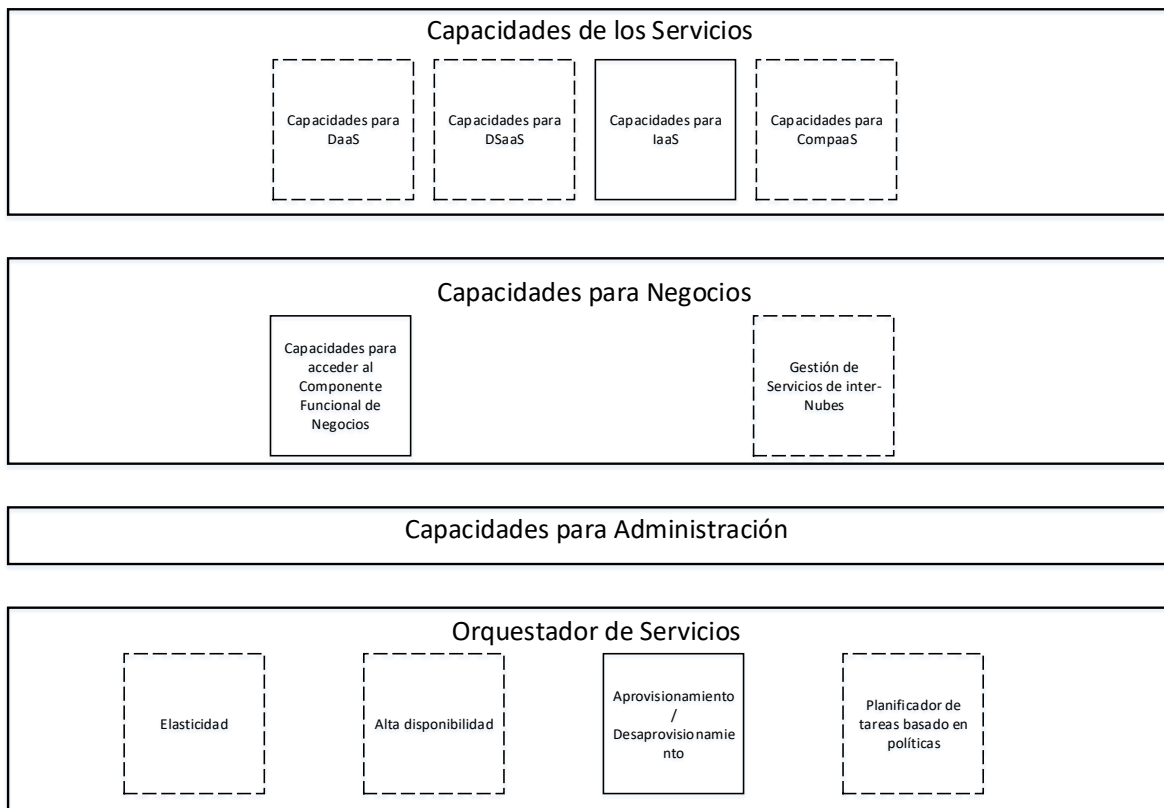 Capacidades de los Servicios
Capacidades para
DaaS
Capacidades para
DSaaS
Capacidades para
IaaS
Capacidades para
CompaaS
Capacidades para Negocios
Capacidades para
acceder al
Componente
Funcional de
Negocios
Gestión de
Servicios de inter-
Nubes
Capacidades para Administración
Orquestador de Servicios
Elasticidad
Alta disponibilidad
Aprovisionamiento
/
Desaprovisionamie
nto
Planificador de
tareas basado en
políticas